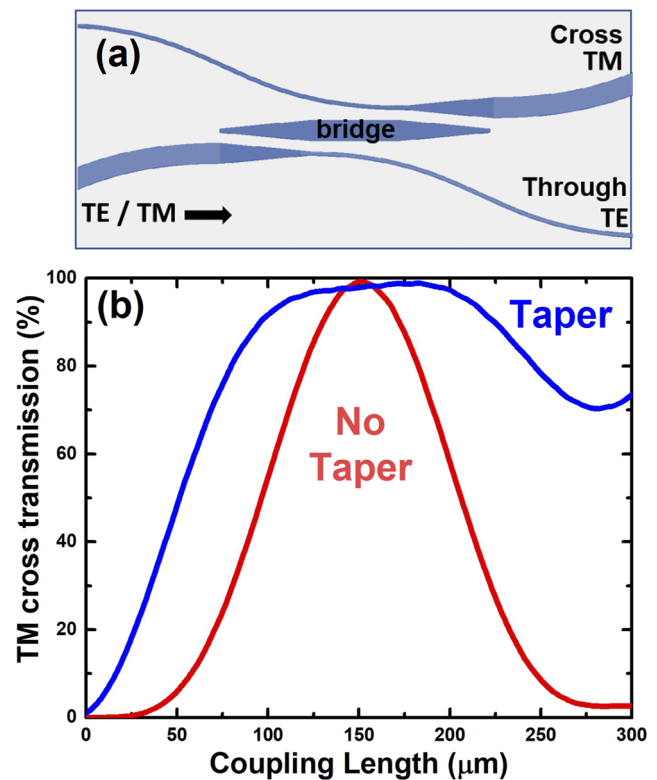 (a)
Cross
TM
bridge
Through
TE / TM
TE
(b)
Taper
No
Taper
TM cross transmission (%)
100
80
60
40
20
0
0 50 100 150 200 250 300
Coupling Length (μm)